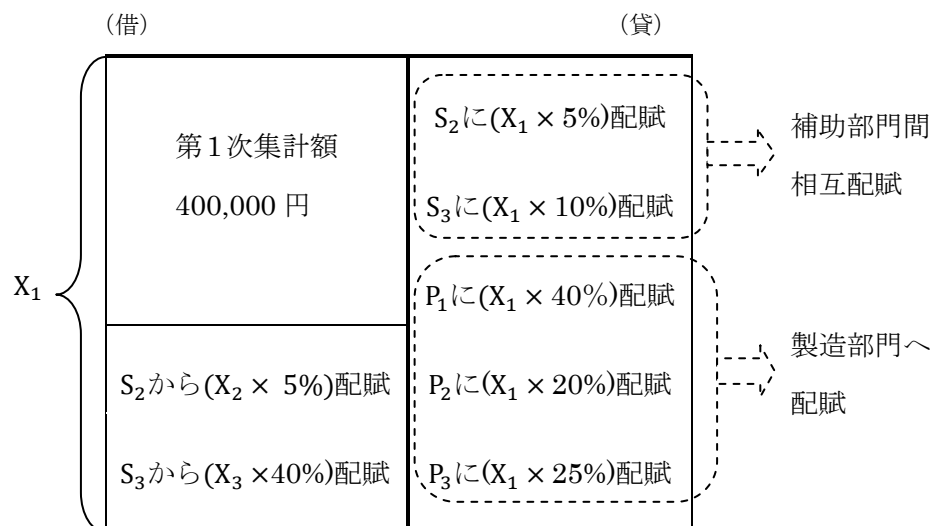 (借) (貸)
第１次集計額
400,000 円
S₂に(X₁ × 5%)配賦
S₃に(X₁ × 10%)配賦
補助部門間
相互配賦
X₁
P₁に(X₁ × 40%)配賦
S₂から(X₂ × 5%)配賦
P₂に(X₁ × 20%)配賦
S₃から(X₃ ×40%)配賦
P₃に(X₁ × 25%)配賦
製造部門へ
配賦